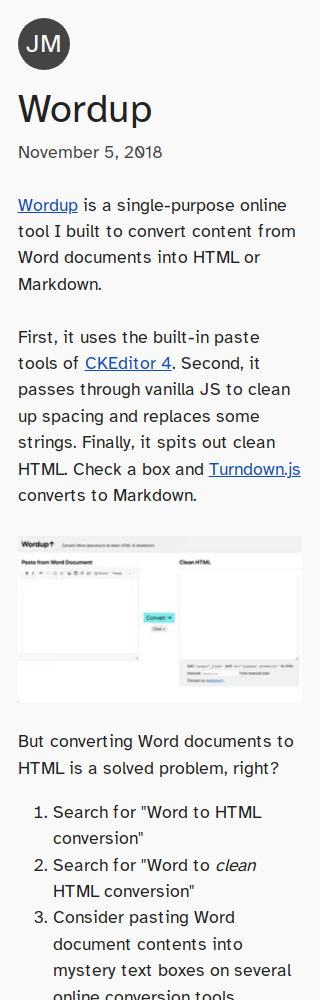 JM
Wordup
November 5, 2018
Wordup is a single-purpose online
tool I built to convert content from
Word documents into HTML or
Markdown.
First, it uses the built-in paste
tools of CKEditor 4. Second, it
passes through vanilla JS to clean
up spacing and replaces some
strings. Finally, it spits out clean
HTML. Check a box and Turndown.js
converts to Markdown.
Wordup↑ Convert Word documents to clean HTML or Markdown
Paste from Word Document
Clean HTML
Convert →
Clear ×
But converting Word documents to
HTML is a solved problem, right?
1. Search for "Word to HTML
conversion"
2. Search for "Word to clean
HTML conversion"
3. Consider pasting Word
document contents into
mystery text boxes on several
online conversion tools